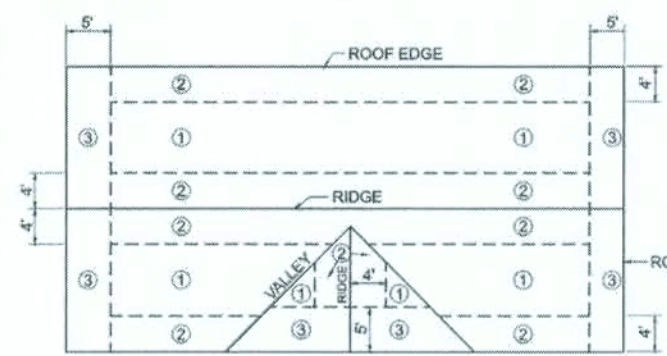 5' 5'
ROOF EDGE
② ② 4'
③ ① ① ③
4' ② ②
RIDGE
4' ② ②
②
③ ① VALLEY ① RIDGE 4' ① ① ③ RO
② ③ 5' ③ ② 4'